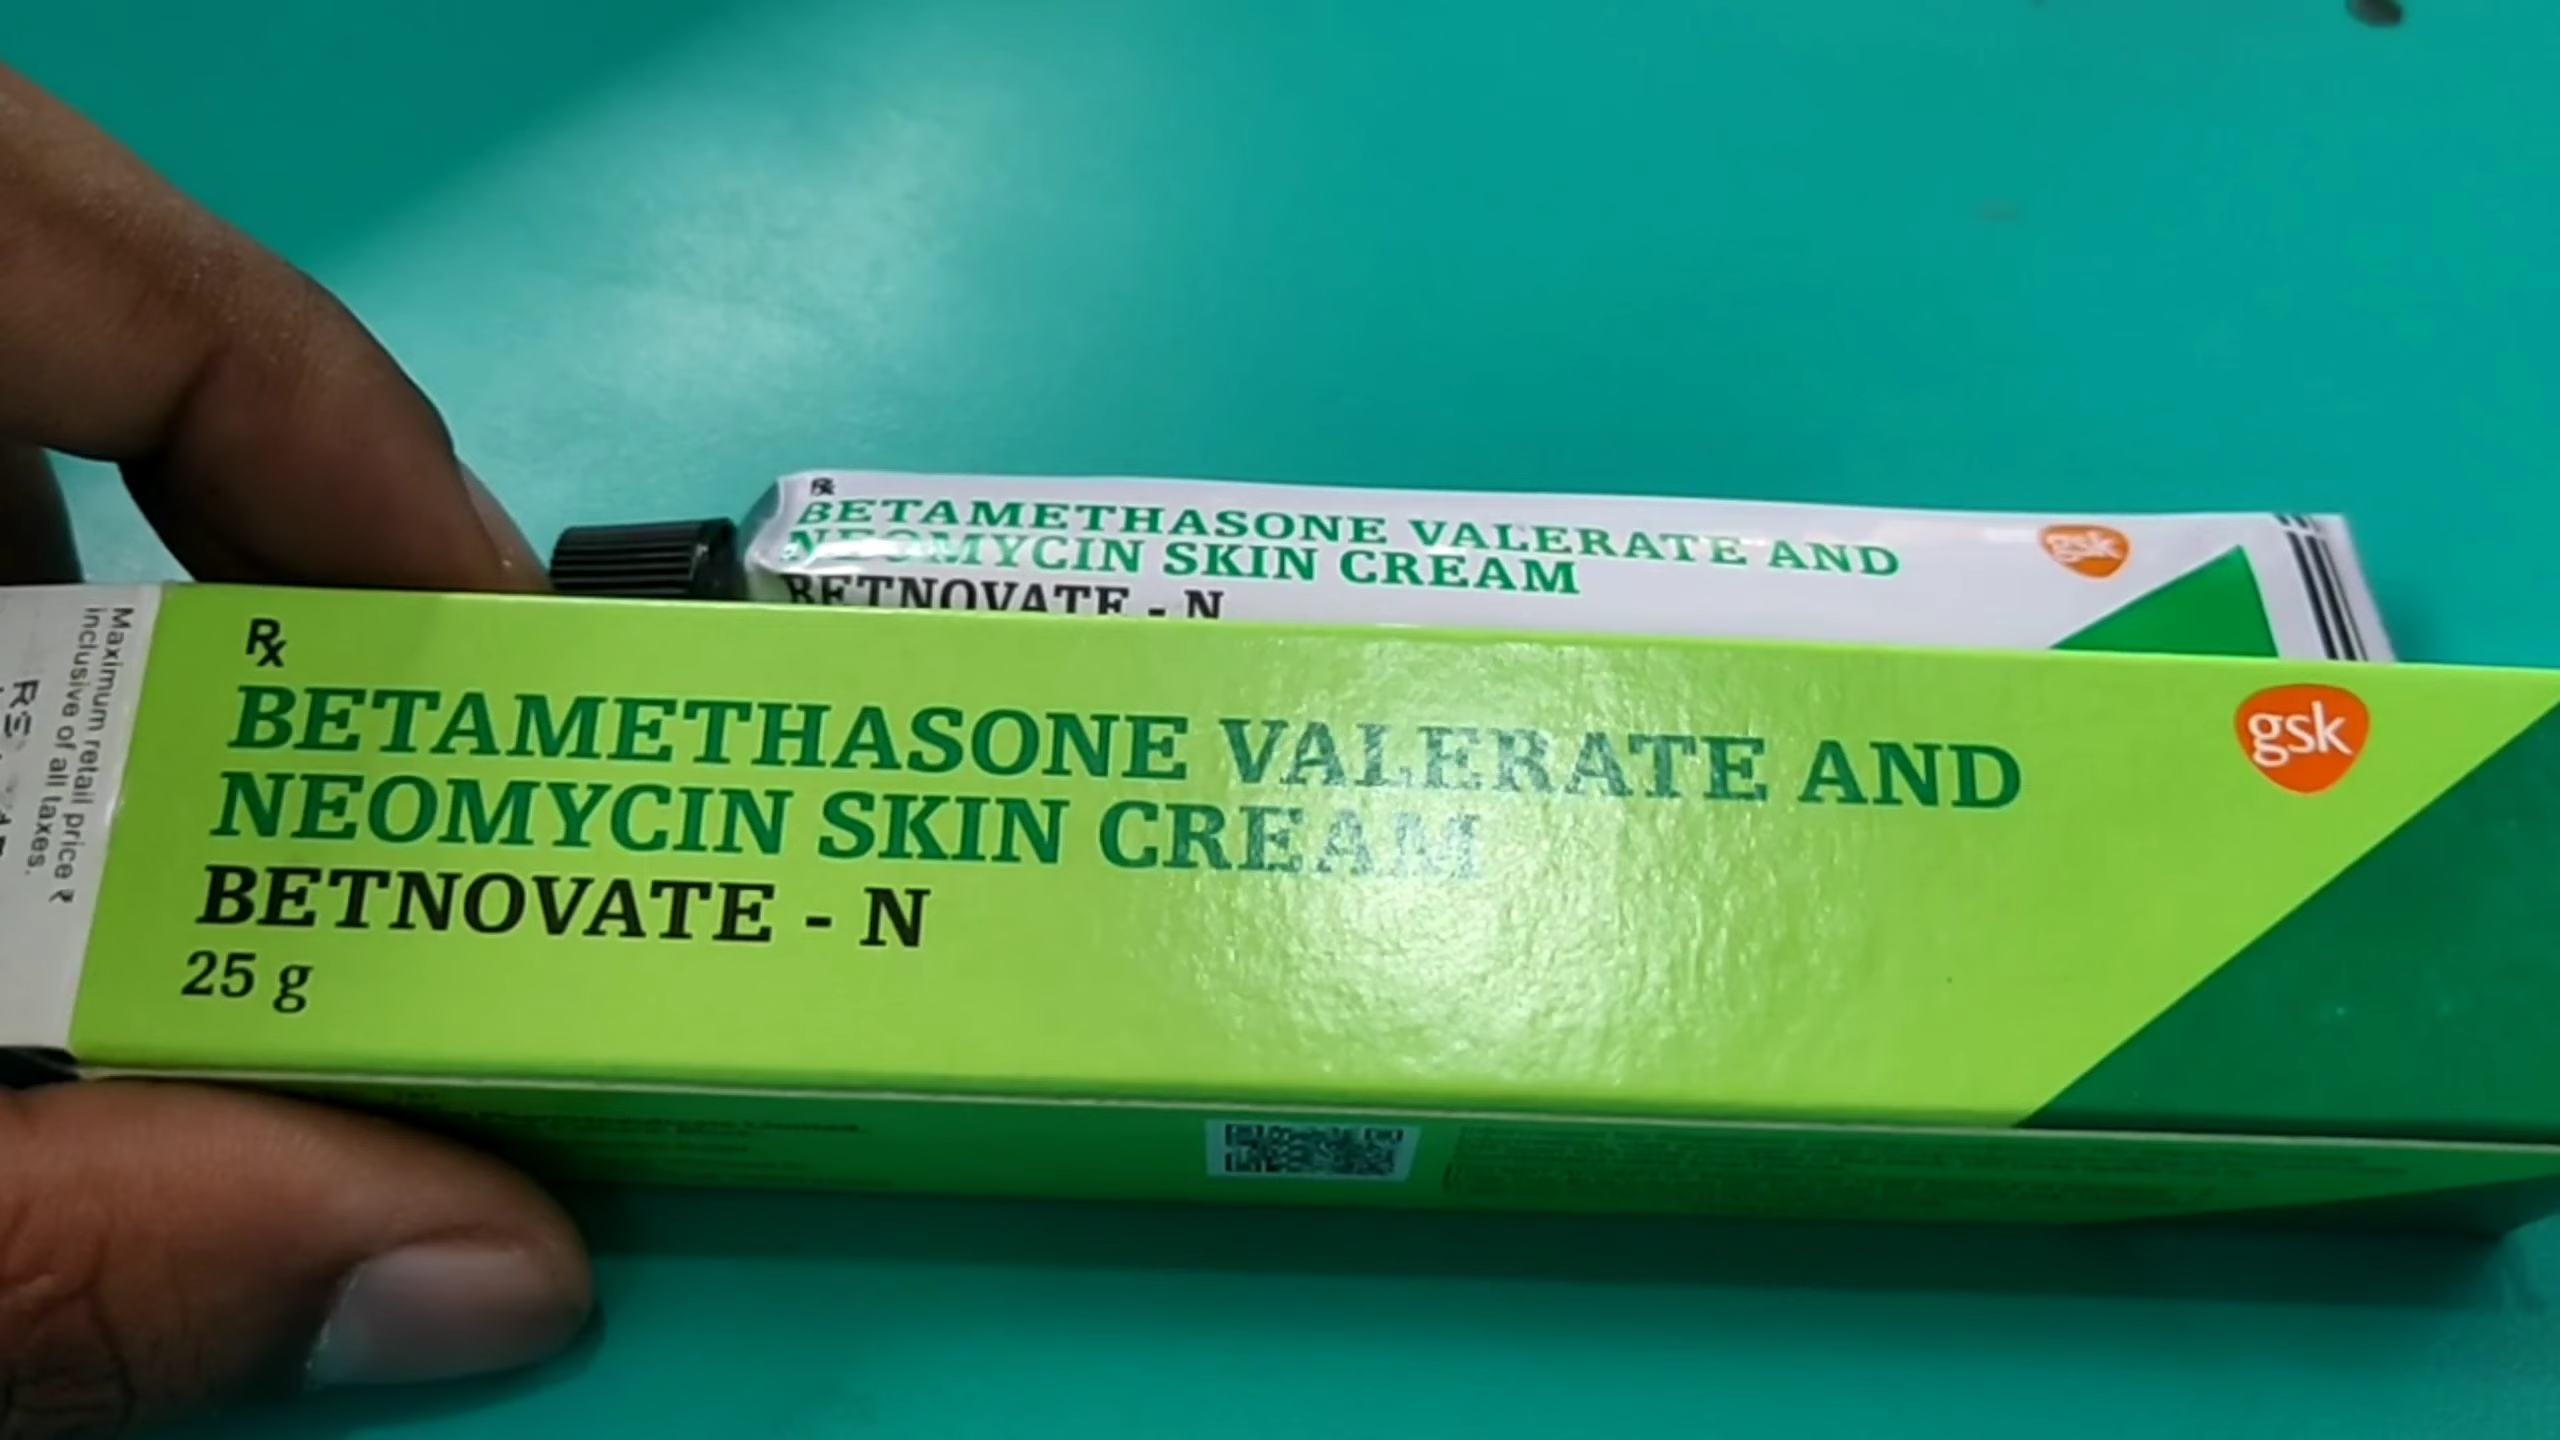 Rx
BETAMETHASONE VALERATE AND
NEOMYCIN SKIN CREAM
BETNOVATE - N
gsk
Rx
BETAMETHASONE VALERATE AND
NEOMYCIN SKIN CREAM
BETNOVATE - N
25 g
gsk
Maximum retail price ₹
inclusive of all taxes.